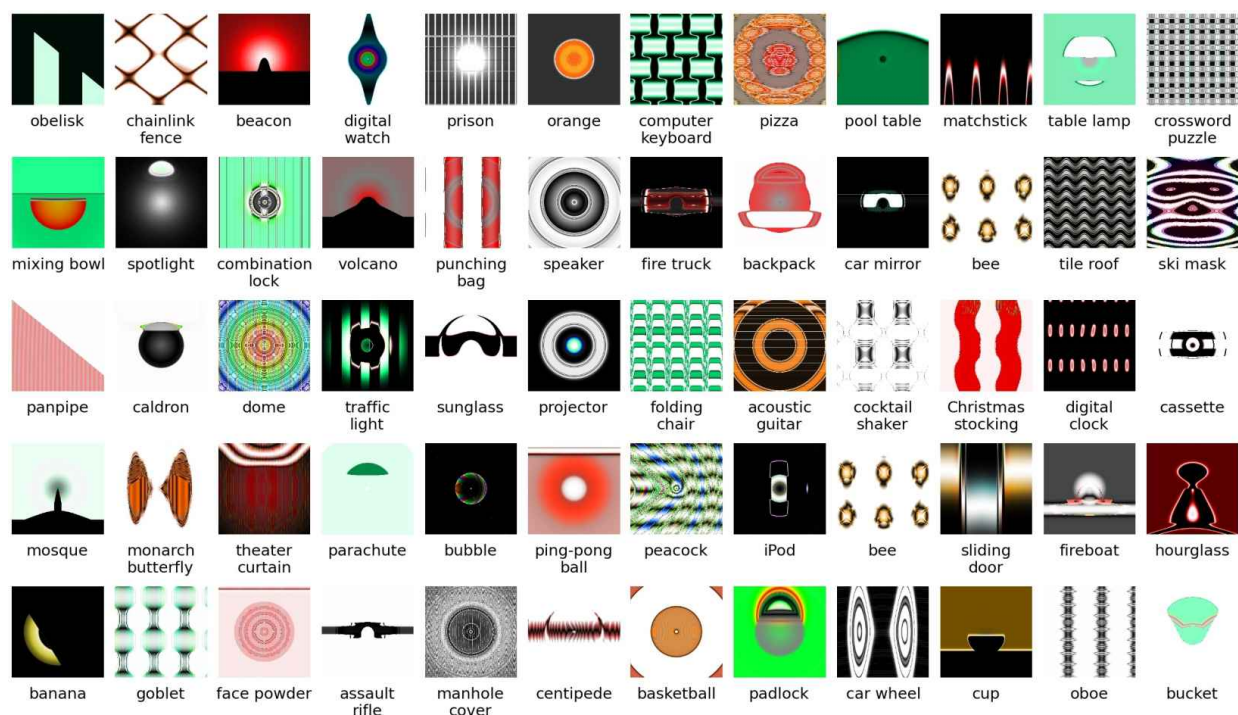 obelisk
chainlink
fence
beacon
digital
watch
prison
orange
computer
keyboard
pizza
pool table
matchstick
table lamp
crossword
puzzle
mixing bowl
spotlight
combination
lock
volcano
punching
bag
speaker
fire truck
backpack
car mirror
bee
tile roof
ski mask
panpipe
caldron
dome
traffic
light
sunglass
projector
folding
chair
acoustic
guitar
cocktail
shaker
Christmas
stocking
digital
clock
cassette
mosque
monarch
butterfly
theater
curtain
parachute
bubble
ping-pong
ball
peacock
iPod
bee
sliding
door
fireboat
hourglass
banana
goblet
face powder
assault
rifle
manhole
cover
centipede
basketball
padlock
car wheel
cup
oboe
bucket